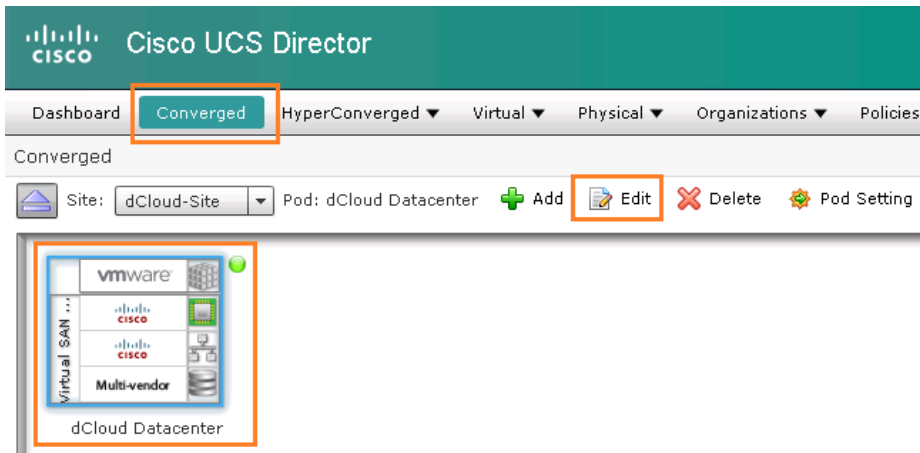 cisco Cisco UCS Director
Dashboard Converged HyperConverged ▼ Virtual ▼ Physical ▼ Organizations ▼ Policies
Converged
Site: dCloud-Site Pod: dCloud Datacenter Add Edit Delete Pod Setting
vmware
Virtual SAN ...
cisco
cisco
Multi-vendor
dCloud Datacenter